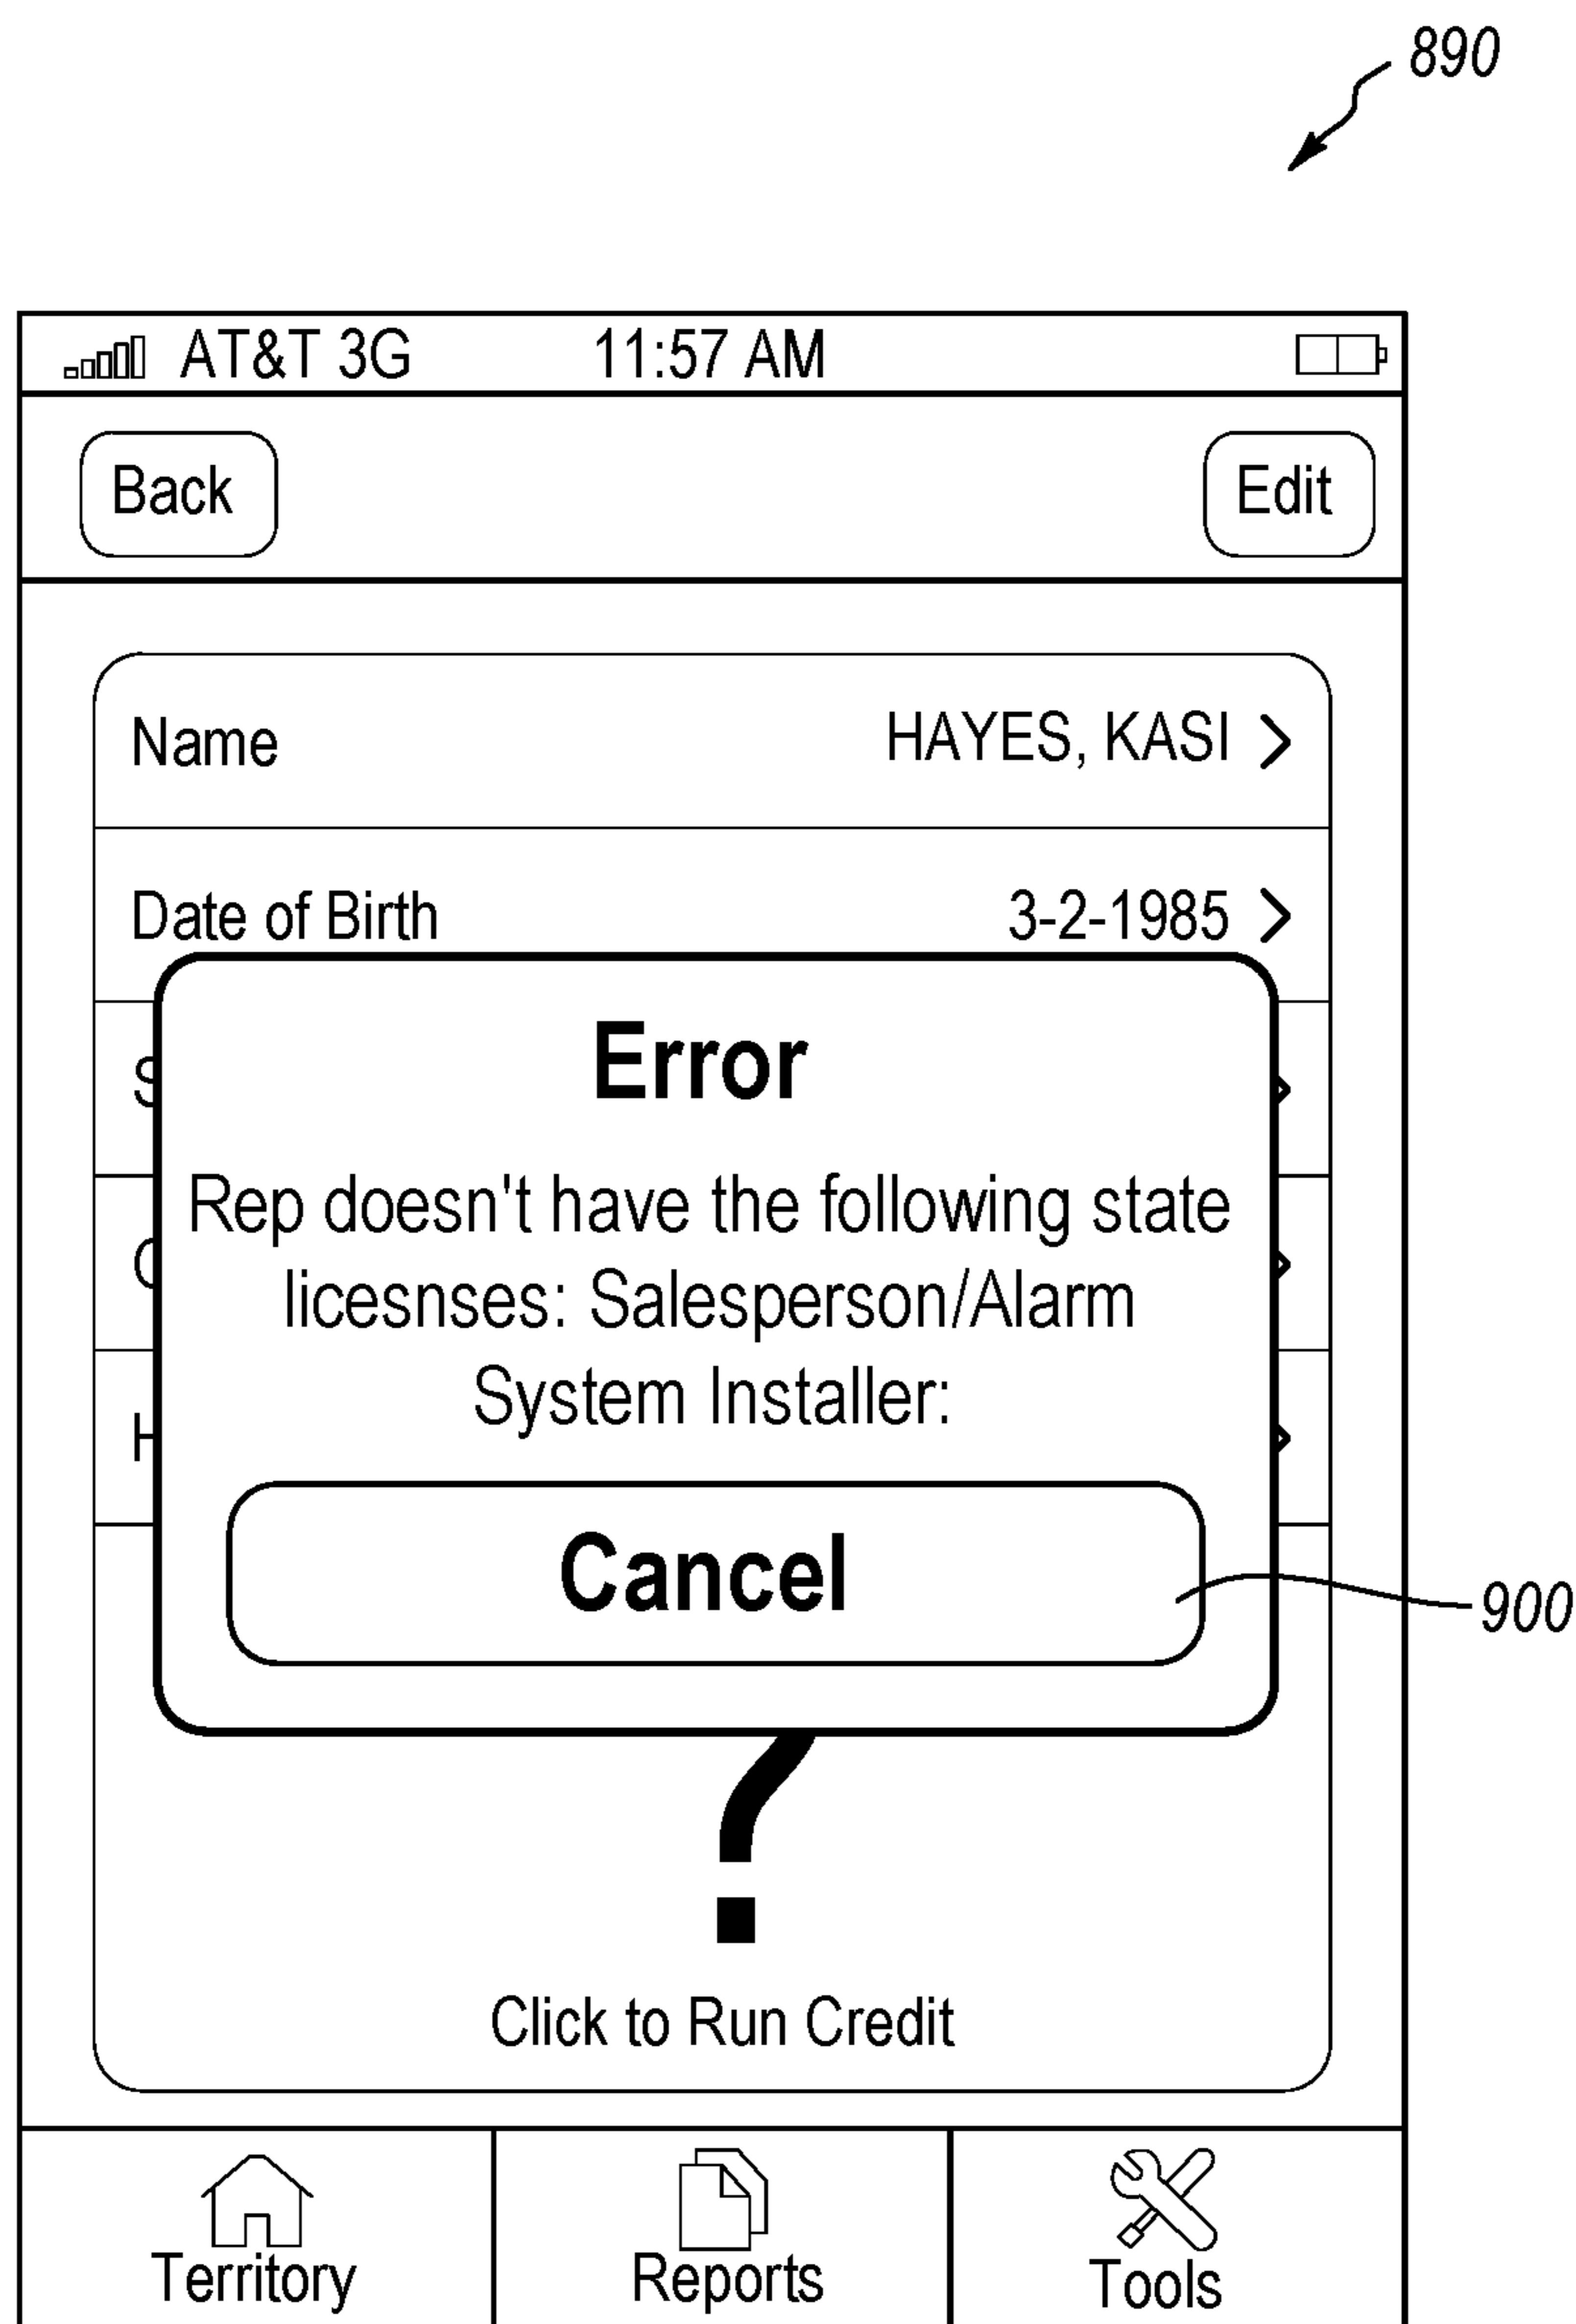 890
AT&T 3G 11:57 AM
Back Edit
Name HAYES, KASI >
Date of Birth 3-2-1985 >
Error
Rep doesn't have the following state
licesnses: Salesperson/Alarm
System Installer:
Cancel
900
?
Click to Run Credit
Territory Reports Tools